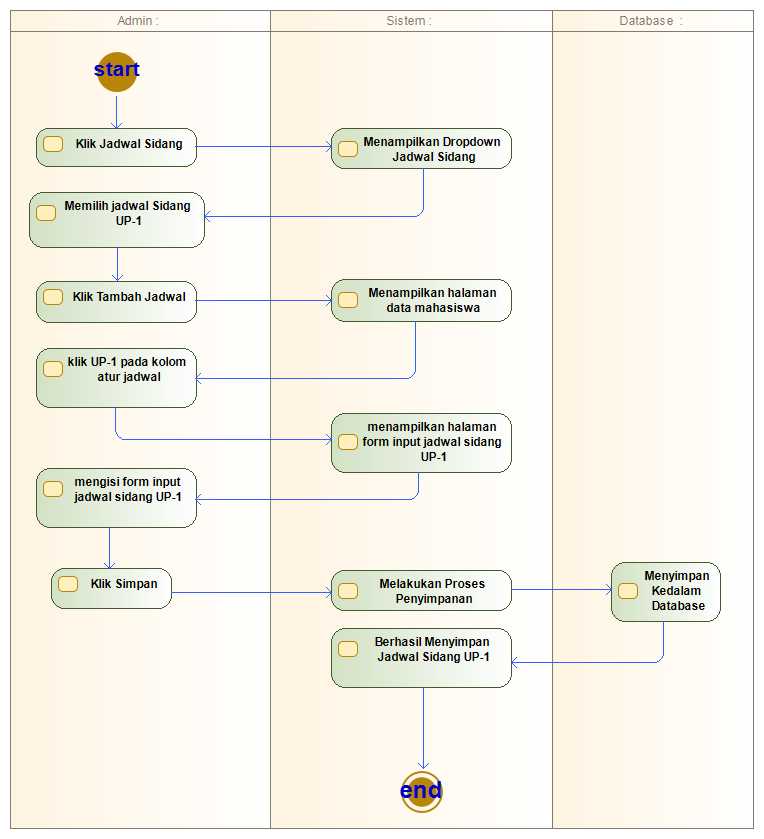 Admin :
Sistem :
Database :
start
Klik Jadwal Sidang
Menampilkan Dropdown
Jadwal Sidang
Memilih jadwal Sidang
UP-1
Klik Tambah Jadwal
Menampilkan halaman
data mahasiswa
klik UP-1 pada kolom
atur jadwal
menampilkan halaman
form input jadwal sidang
UP-1
mengisi form input
jadwal sidang UP-1
Klik Simpan
Melakukan Proses
Penyimpanan
Menyimpan
Kedalam
Database
Berhasil Menyimpan
Jadwal Sidang UP-1
end